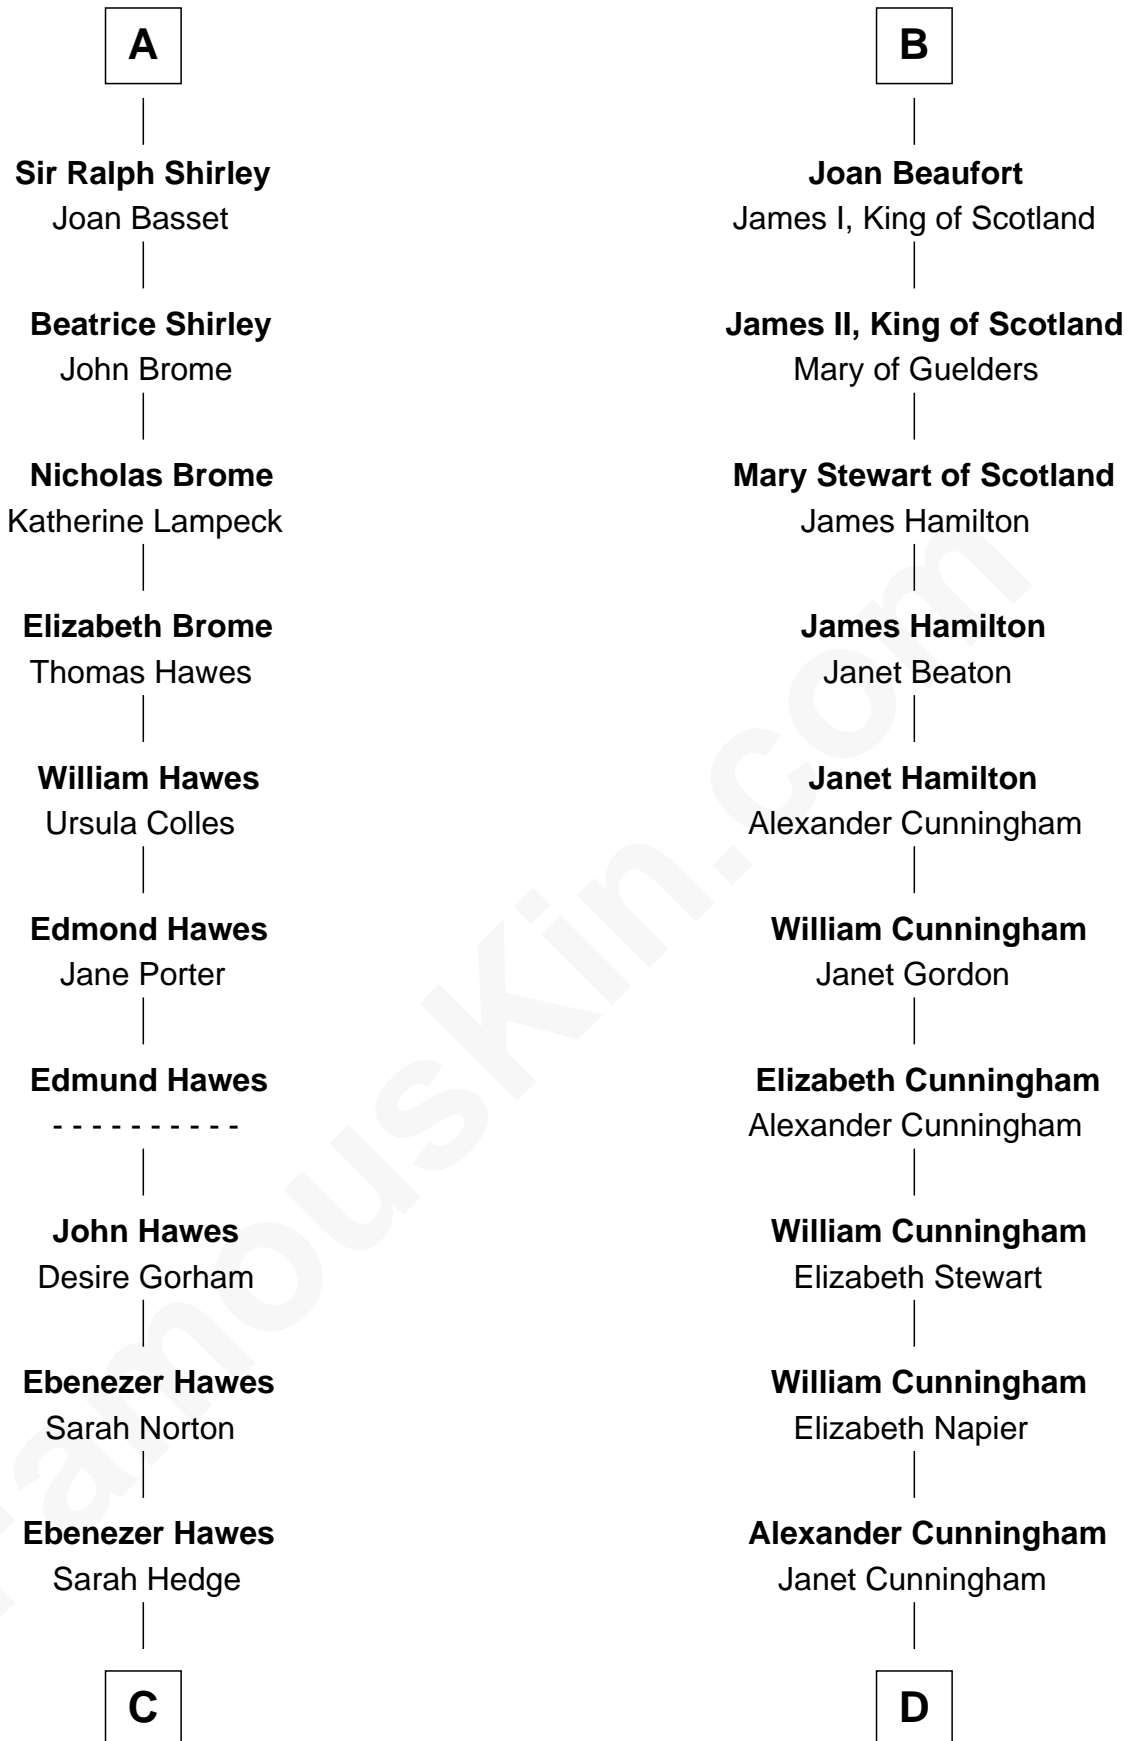 A
Sir Ralph Shirley
Joan Basset
Beatrice Shirley
John Brome
Nicholas Brome
Katherine Lampeck
Elizabeth Brome
Thomas Hawes
William Hawes
Ursula Colles
Edmond Hawes
Jane Porter
Edmund Hawes
- - - - - - - - - -
John Hawes
Desire Gorham
Ebenezer Hawes
Sarah Norton
Ebenezer Hawes
Sarah Hedge
C
B
Joan Beaufort
James I, King of Scotland
James II, King of Scotland
Mary of Guelders
Mary Stewart of Scotland
James Hamilton
James Hamilton
Janet Beaton
Janet Hamilton
Alexander Cunningham
William Cunningham
Janet Gordon
Elizabeth Cunningham
Alexander Cunningham
William Cunningham
Elizabeth Stewart
William Cunningham
Elizabeth Napier
Alexander Cunningham
Janet Cunningham
D
FamousKin.com